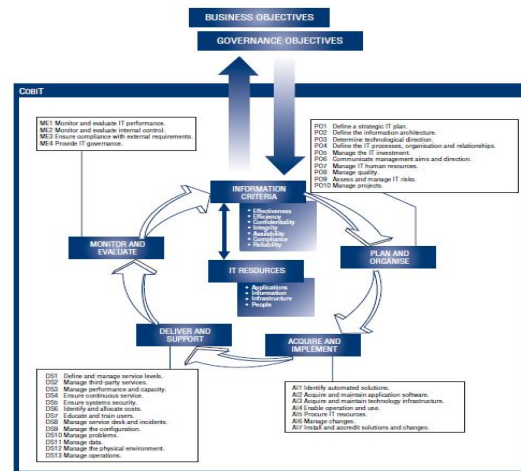 BUSINESS OBJECTIVES
GOVERNANCE OBJECTIVES
COBIT
ME1 Monitor and evaluate IT performance.
ME2 Monitor and evaluate internal control.
ME3 Ensure compliance with external requirements.
ME4 Provide IT governance.
PO1 Define a strategic IT plan.
PO2 Define the information architecture.
PO3 Determine technological direction.
PO4 Define the IT processes, organisation and relationships.
PO5 Manage the IT investment.
PO6 Communicate management aims and direction.
PO7 Manage IT human resources.
PO8 Manage quality.
PO9 Assess and manage IT risks.
PO10 Manage projects.
INFORMATION
CRITERIA
• Effectiveness
• Efficiency
• Confidentiality
• Integrity
• Availability
• Compliance
• Reliability
MONITOR AND
EVALUATE
PLAN AND
ORGANISE
IT RESOURCES
• Applications
• Information
• Infrastructure
• People
DELIVER AND
SUPPORT
ACQUIRE AND
IMPLEMENT
DS1 Define and manage service levels.
DS2 Manage third-party services.
DS3 Manage performance and capacity.
DS4 Ensure continuous service.
DS5 Ensure systems security.
DS6 Identify and allocate costs.
DS7 Educate and train users.
DS8 Manage service desk and incidents.
DS9 Manage the configuration.
DS10 Manage problems.
DS11 Manage data.
DS12 Manage the physical environment.
DS13 Manage operations.
AI1 Identify automated solutions.
AI2 Acquire and maintain application software.
AI3 Acquire and maintain technology infrastructure.
AI4 Enable operation and use.
AI5 Procure IT resources.
AI6 Manage changes.
AI7 Install and accredit solutions and changes.